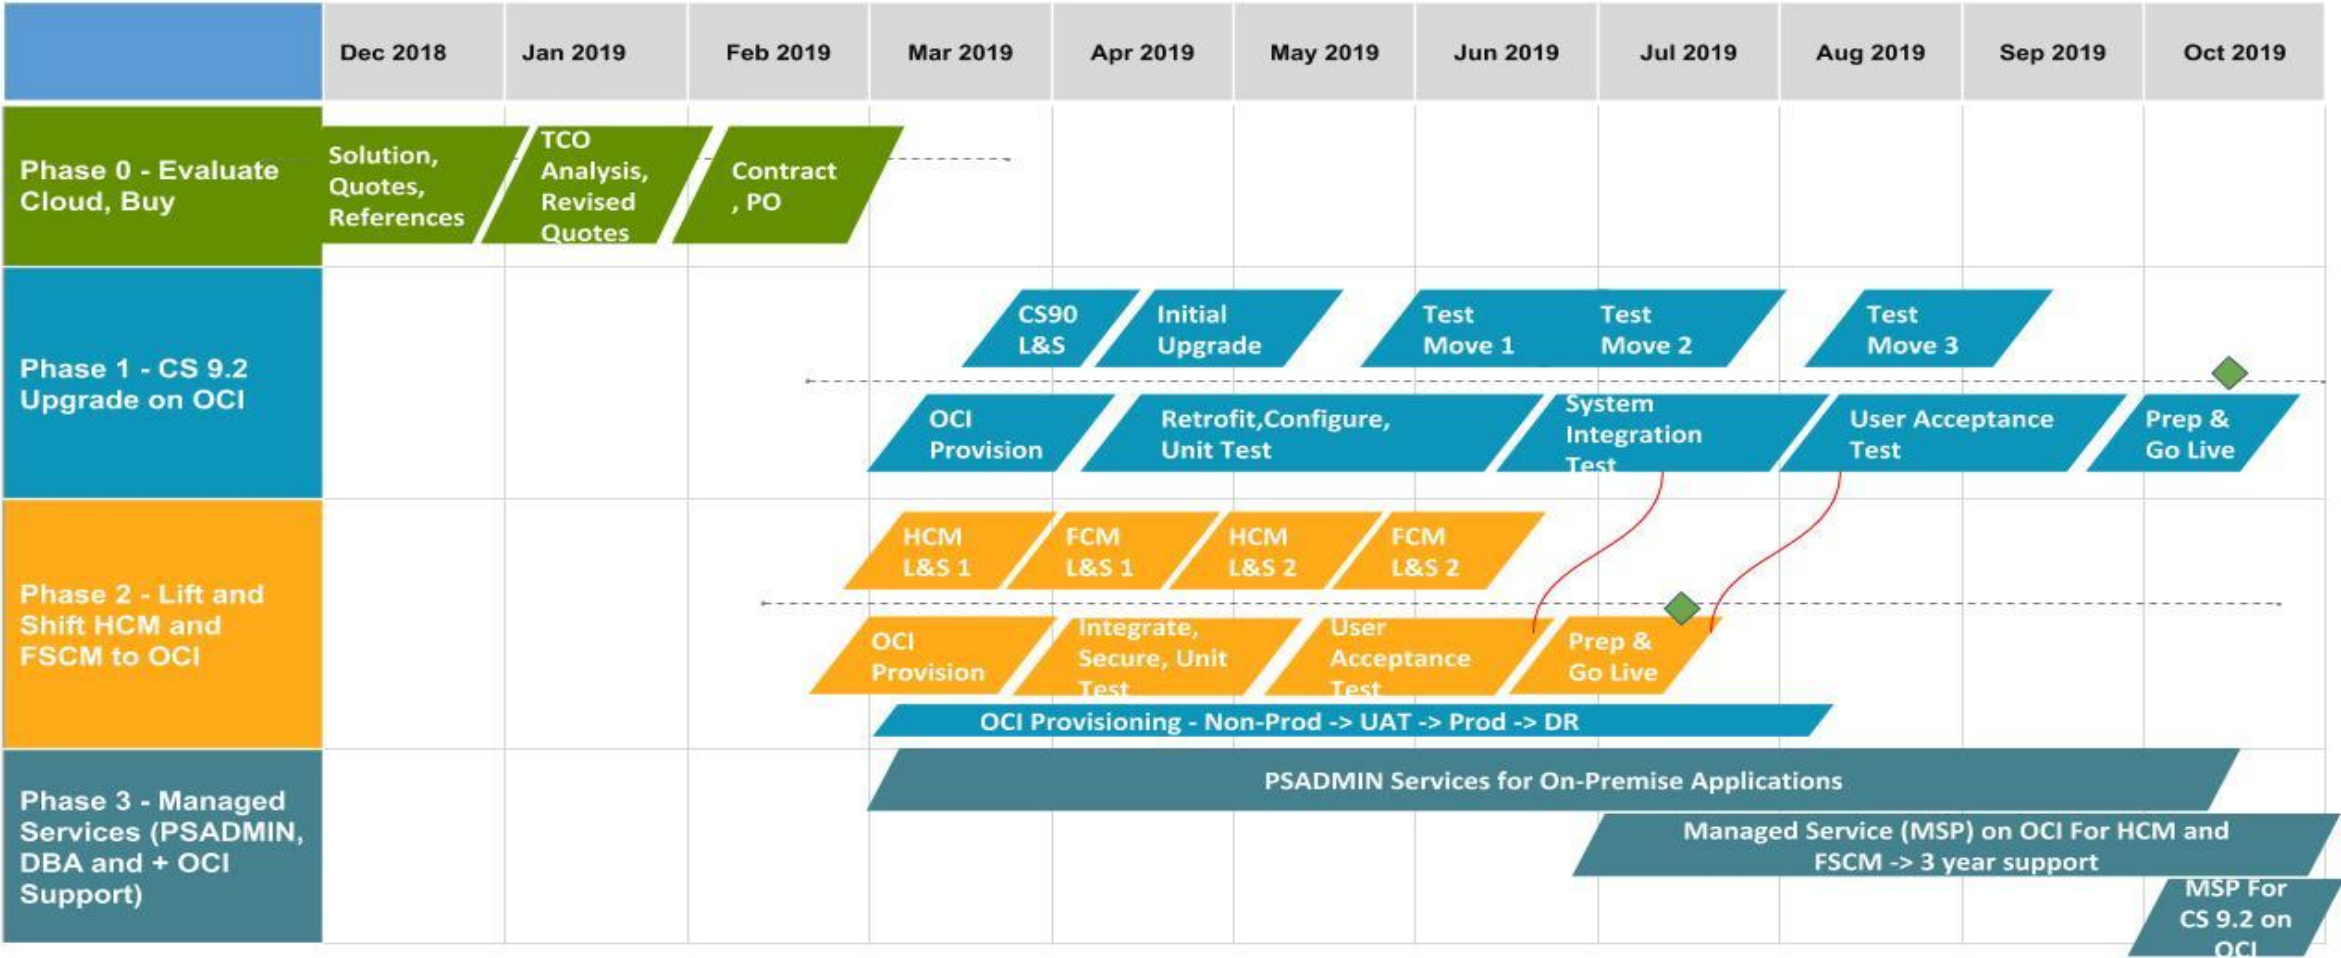 Dec 2018
Jan 2019
Feb 2019
Mar 2019
Apr 2019
May 2019
Jun 2019
Jul 2019
Aug 2019
Sep 2019
Oct 2019
Phase 0 - Evaluate
Cloud, Buy
Solution,
Quotes,
References
TCO
Analysis,
Revised
Quotes
Contract
, PO
Phase 1 - CS 9.2
Upgrade on OCI
CS90
L&S
Initial
Upgrade
Test
Move 1
Test
Move 2
Test
Move 3
OCI
Provision
Retrofit,Configure,
Unit Test
System
Integration
Test
User Acceptance
Test
Prep &
Go Live
Phase 2 - Lift and
Shift HCM and
FSCM to OCI
HCM
L&S 1
FCM
L&S 1
HCM
L&S 2
FCM
L&S 2
OCI
Provision
Integrate,
Secure, Unit
Test
User
Acceptance
Test
Prep &
Go Live
OCI Provisioning - Non-Prod -> UAT -> Prod -> DR
Phase 3 - Managed
Services (PSADMIN,
DBA and + OCI
Support)
PSADMIN Services for On-Premise Applications
Managed Service (MSP) on OCI For HCM and
FSCM -> 3 year support
MSP For
CS 9.2 on
OCI